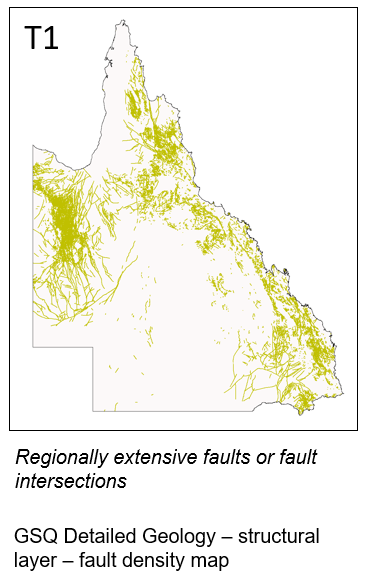 T1
Regionally extensive faults or fault
intersections
GSQ Detailed Geology – structural
layer – fault density map